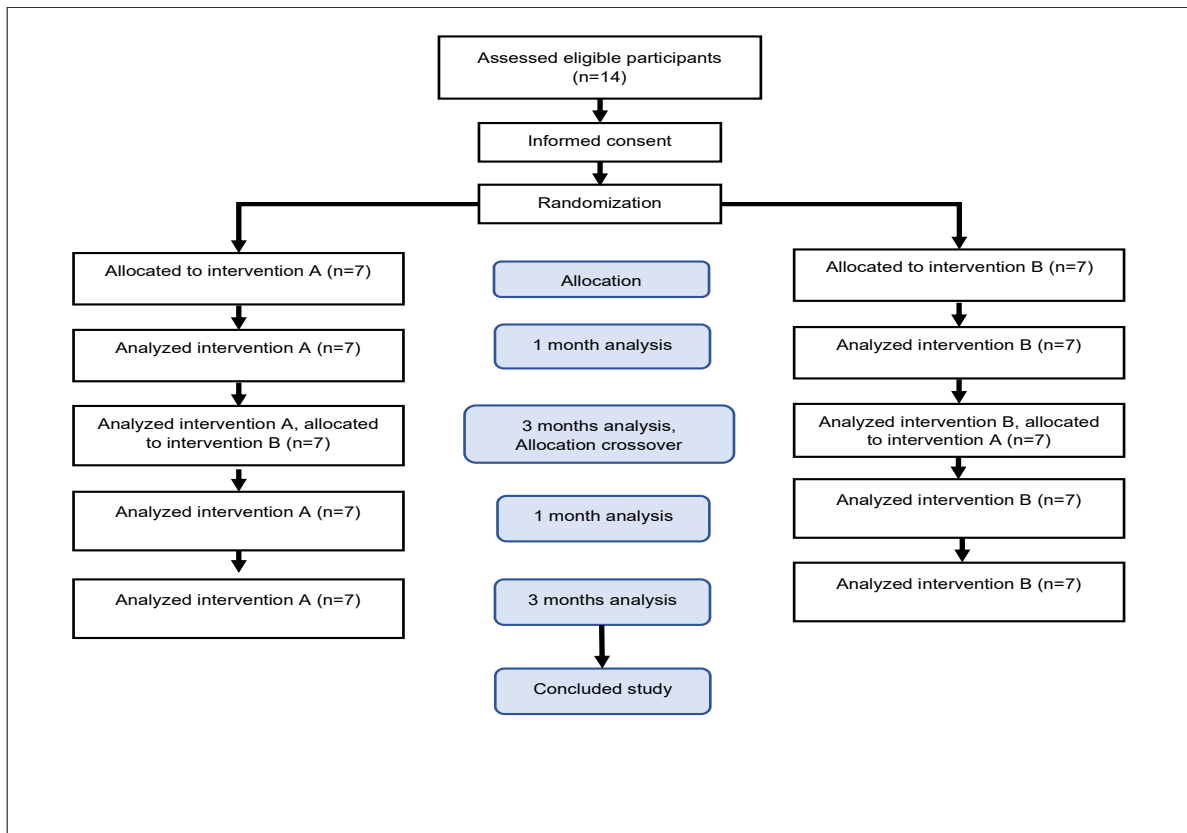 Assessed eligible participants
(n=14)
Informed consent
Randomization
Allocated to intervention A (n=7)
Allocation
Allocated to intervention B (n=7)
Analyzed intervention A (n=7)
1 month analysis
Analyzed intervention B (n=7)
Analyzed intervention A, allocated
to intervention B (n=7)
3 months analysis,
Allocation crossover
Analyzed intervention B, allocated
to intervention A (n=7)
Analyzed intervention A (n=7)
1 month analysis
Analyzed intervention B (n=7)
Analyzed intervention A (n=7)
3 months analysis
Analyzed intervention B (n=7)
Concluded study